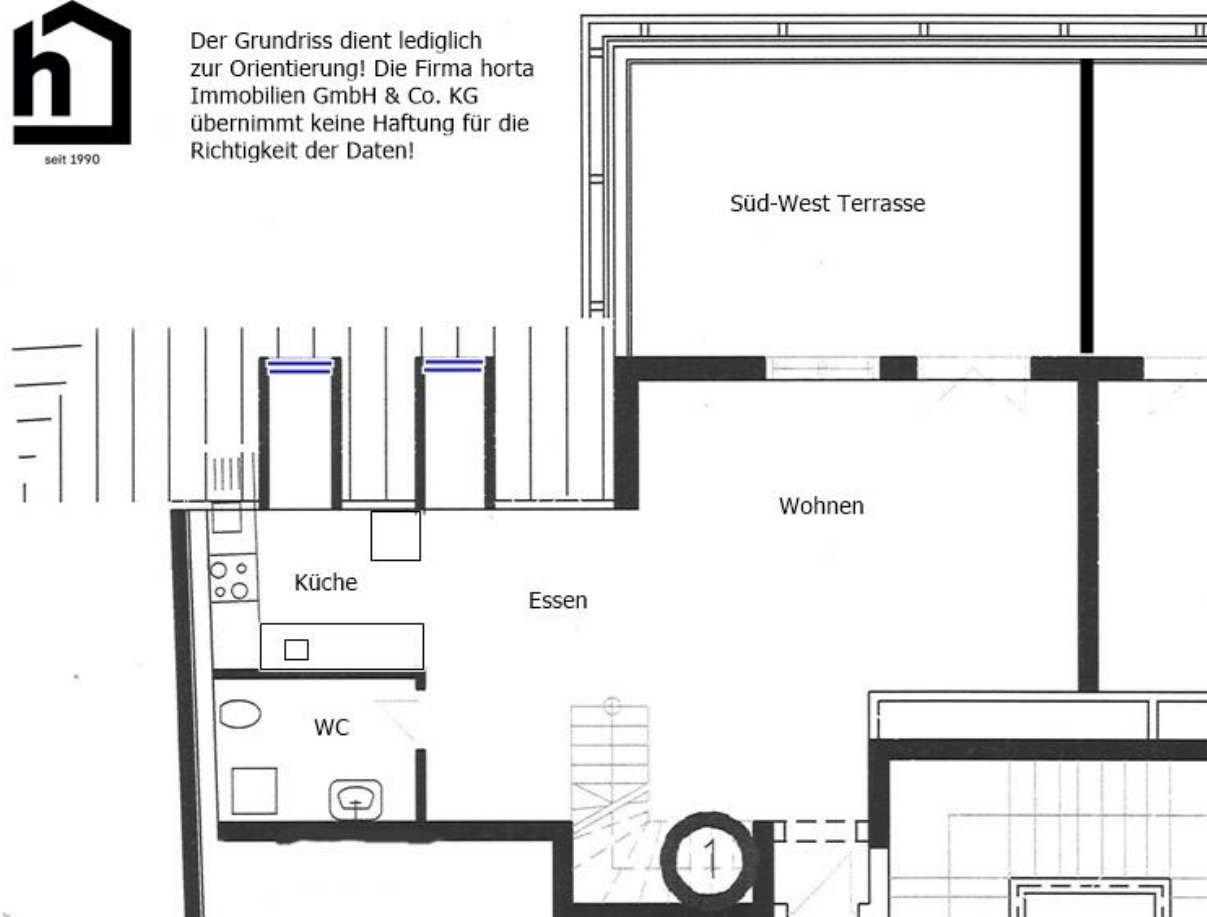 h
seit 1990
Der Grundriss dient lediglich
zur Orientierung! Die Firma horta
Immobilien GmbH & Co. KG
übernimmt keine Haftung für die
Richtigkeit der Daten!
Süd-West Terrasse
Wohnen
Küche
Essen
WC
1